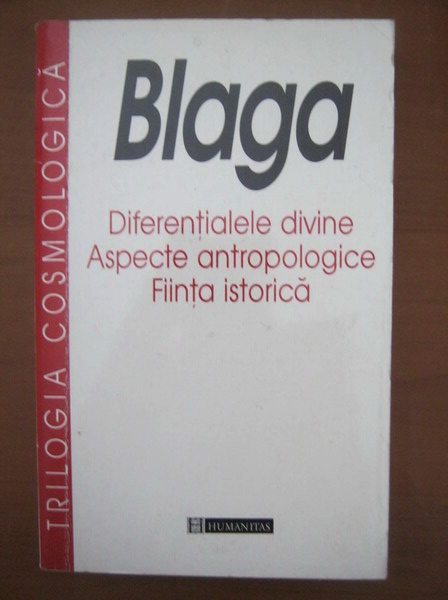 Blaga
Diferențialele divine
Aspecte antropologice
Ființa istorică
TRILOGIA COSMOLOGICĂ
HUMANITAS